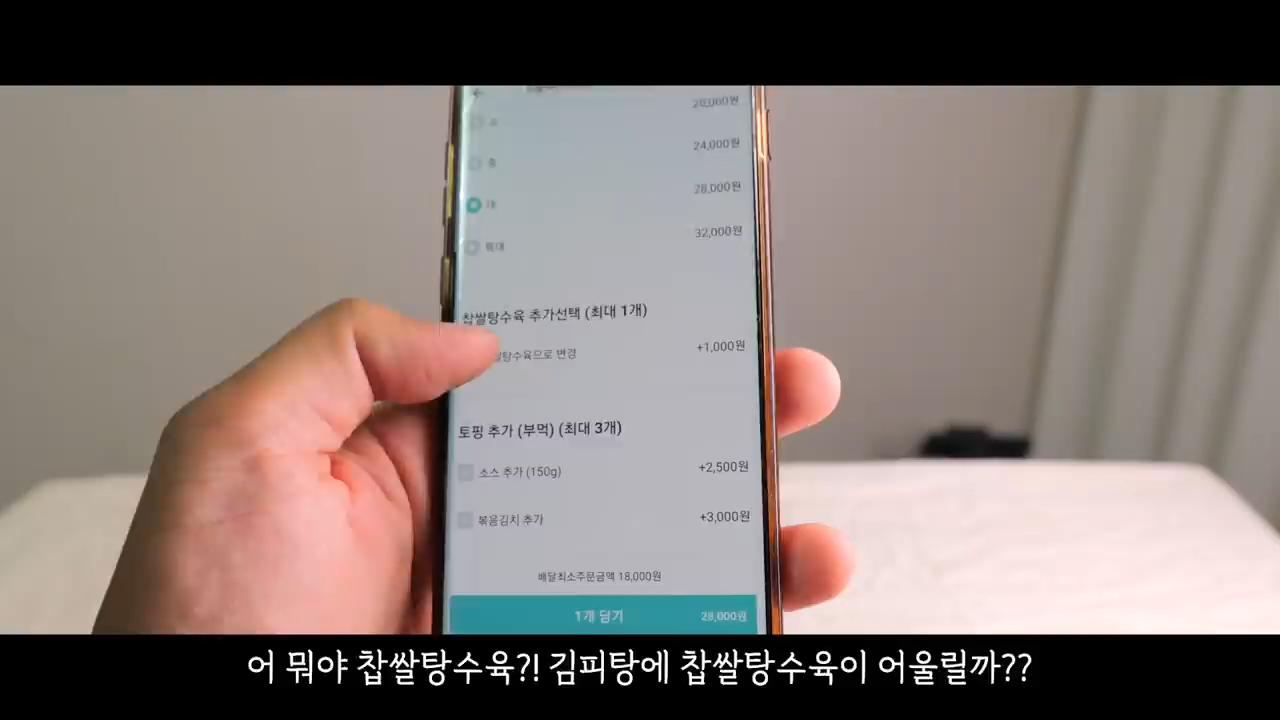 20,000원
소
24,000원
중
28,000원
대
32,000원
특대
찹쌀탕수육 추가선택 (최대 1개)
쌀탕수육으로 변경 +1,000원
토핑 추가 (부먹) (최대 3개)
소스 추가 (150g) +2,500원
볶음김치 추가 +3,000원
배달최소주문금액 18,000원
1개 담기 28,000원
어 뭐야 찹쌀탕수육?! 김피탕에 찹쌀탕수육이 어울릴까??